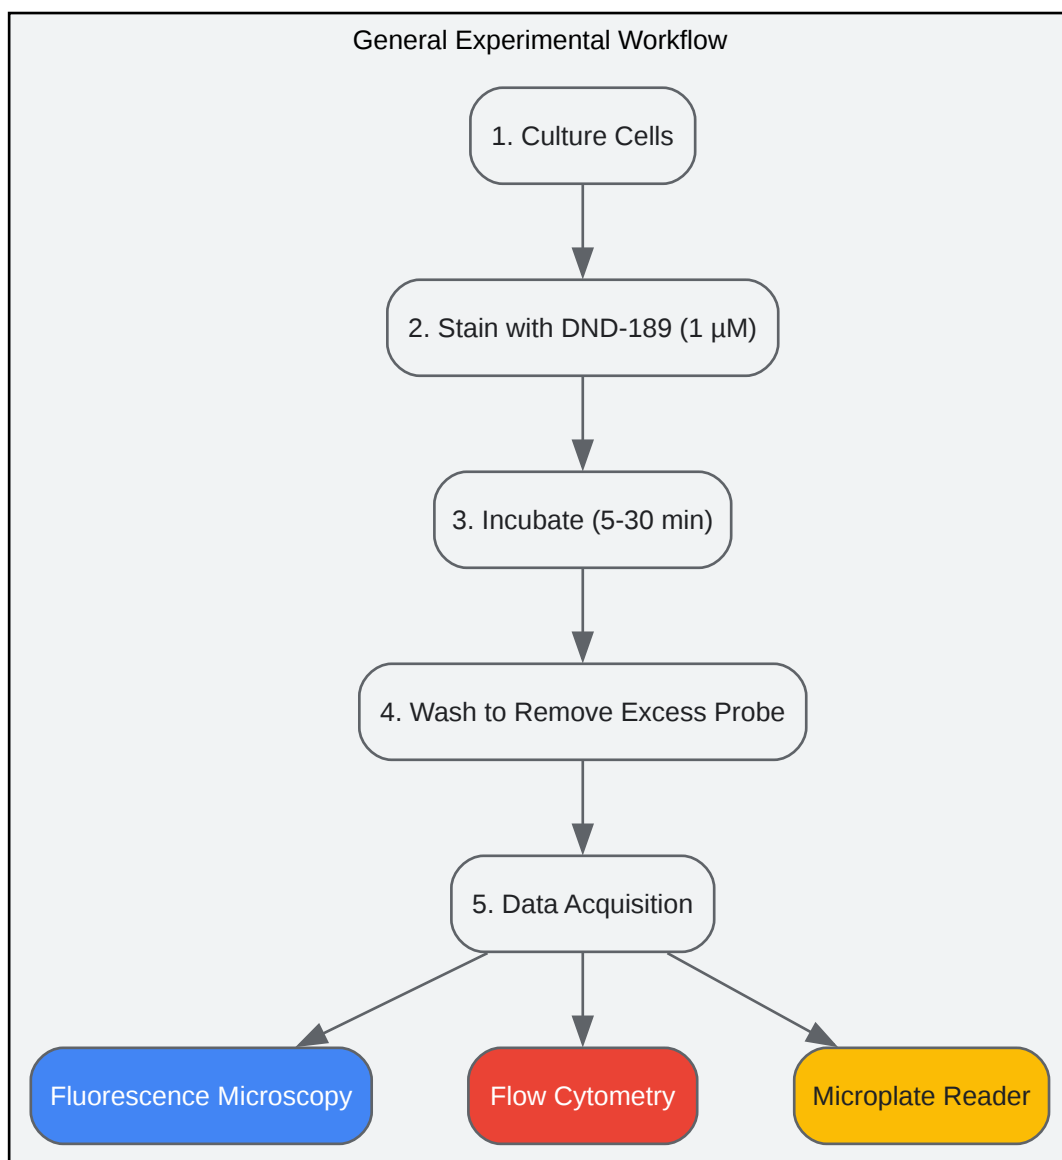 General Experimental Workflow
1. Culture Cells
2. Stain with DND-189 (1 µM)
3. Incubate (5-30 min)
4. Wash to Remove Excess Probe
5. Data Acquisition
Fluorescence Microscopy
Flow Cytometry
Microplate Reader